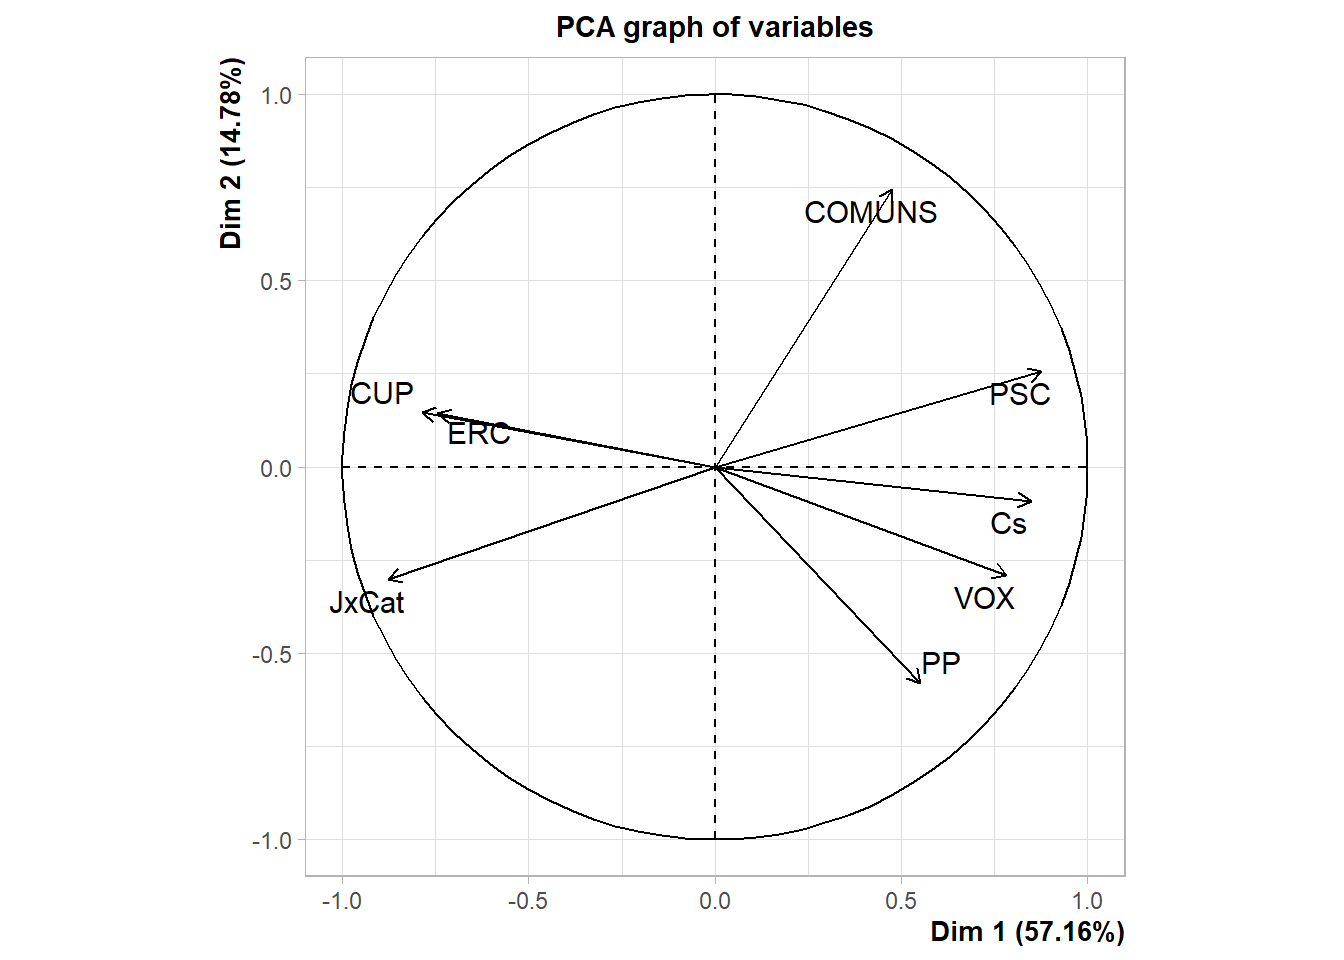 PCA graph of variables
Dim 2 (14.78%)
1.0
0.5
0.0
-0.5
-1.0
COMUNS
PSC
CUP
ERC
Cs
JxCat
VOX
PP
-1.0
-0.5
0.0
0.5
1.0
Dim 1 (57.16%)